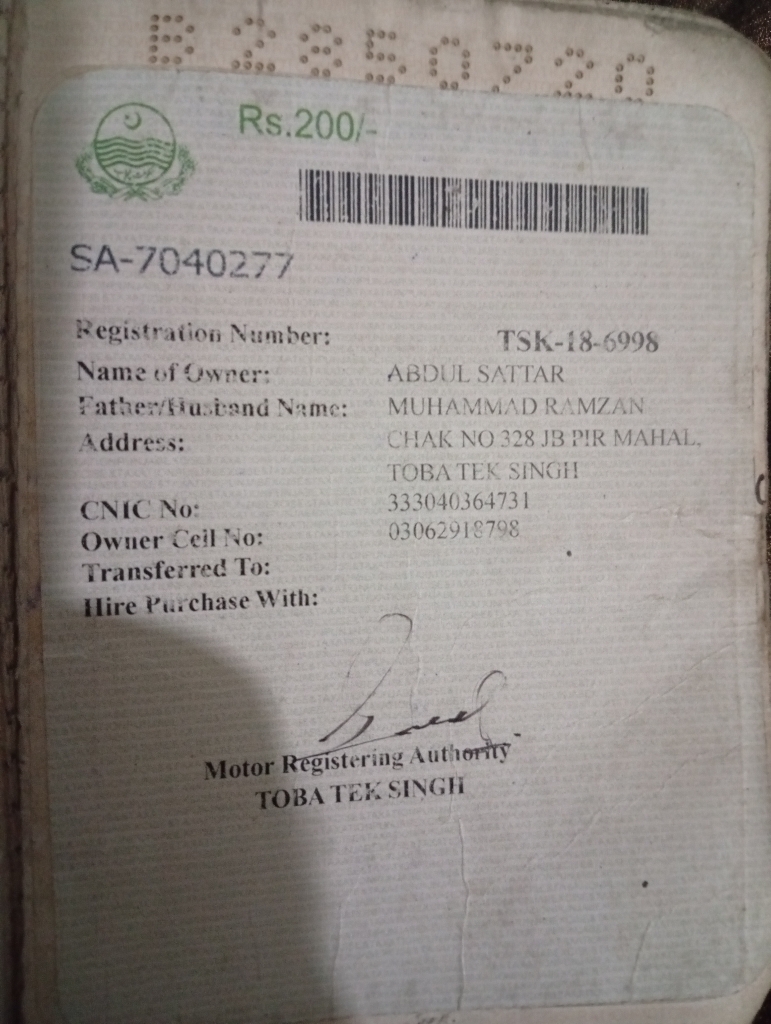 B285072
Rs.200/-
SA-7040277
Registration Number: TSK-18-6998
Name of Owner: ABDUL SATTAR
Father/Husband Name: MUHAMMAD RAMZAN
Address: CHAK NO 328 JB PIR MAHAL,
TOBA TEK SINGH
CNIC No: 333040364731
Owner Cell No: 03062918798
Transferred To:
Hire Purchase With:
Motor Registering Authority
TOBA TEK SINGH